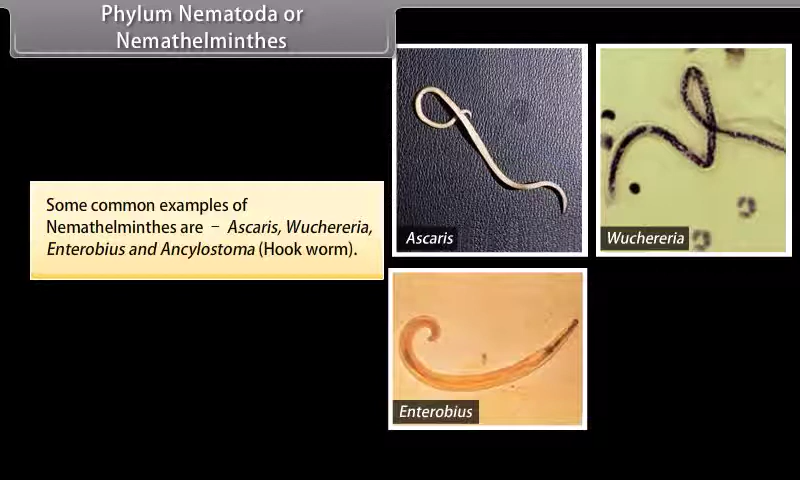 Phylum Nematoda or
Nemathelminthes
Some common examples of
Nemathelminthes are – Ascaris, Wuchereria,
Enterobius and Ancylostoma (Hook worm).
Ascaris
Wuchereria
Enterobius